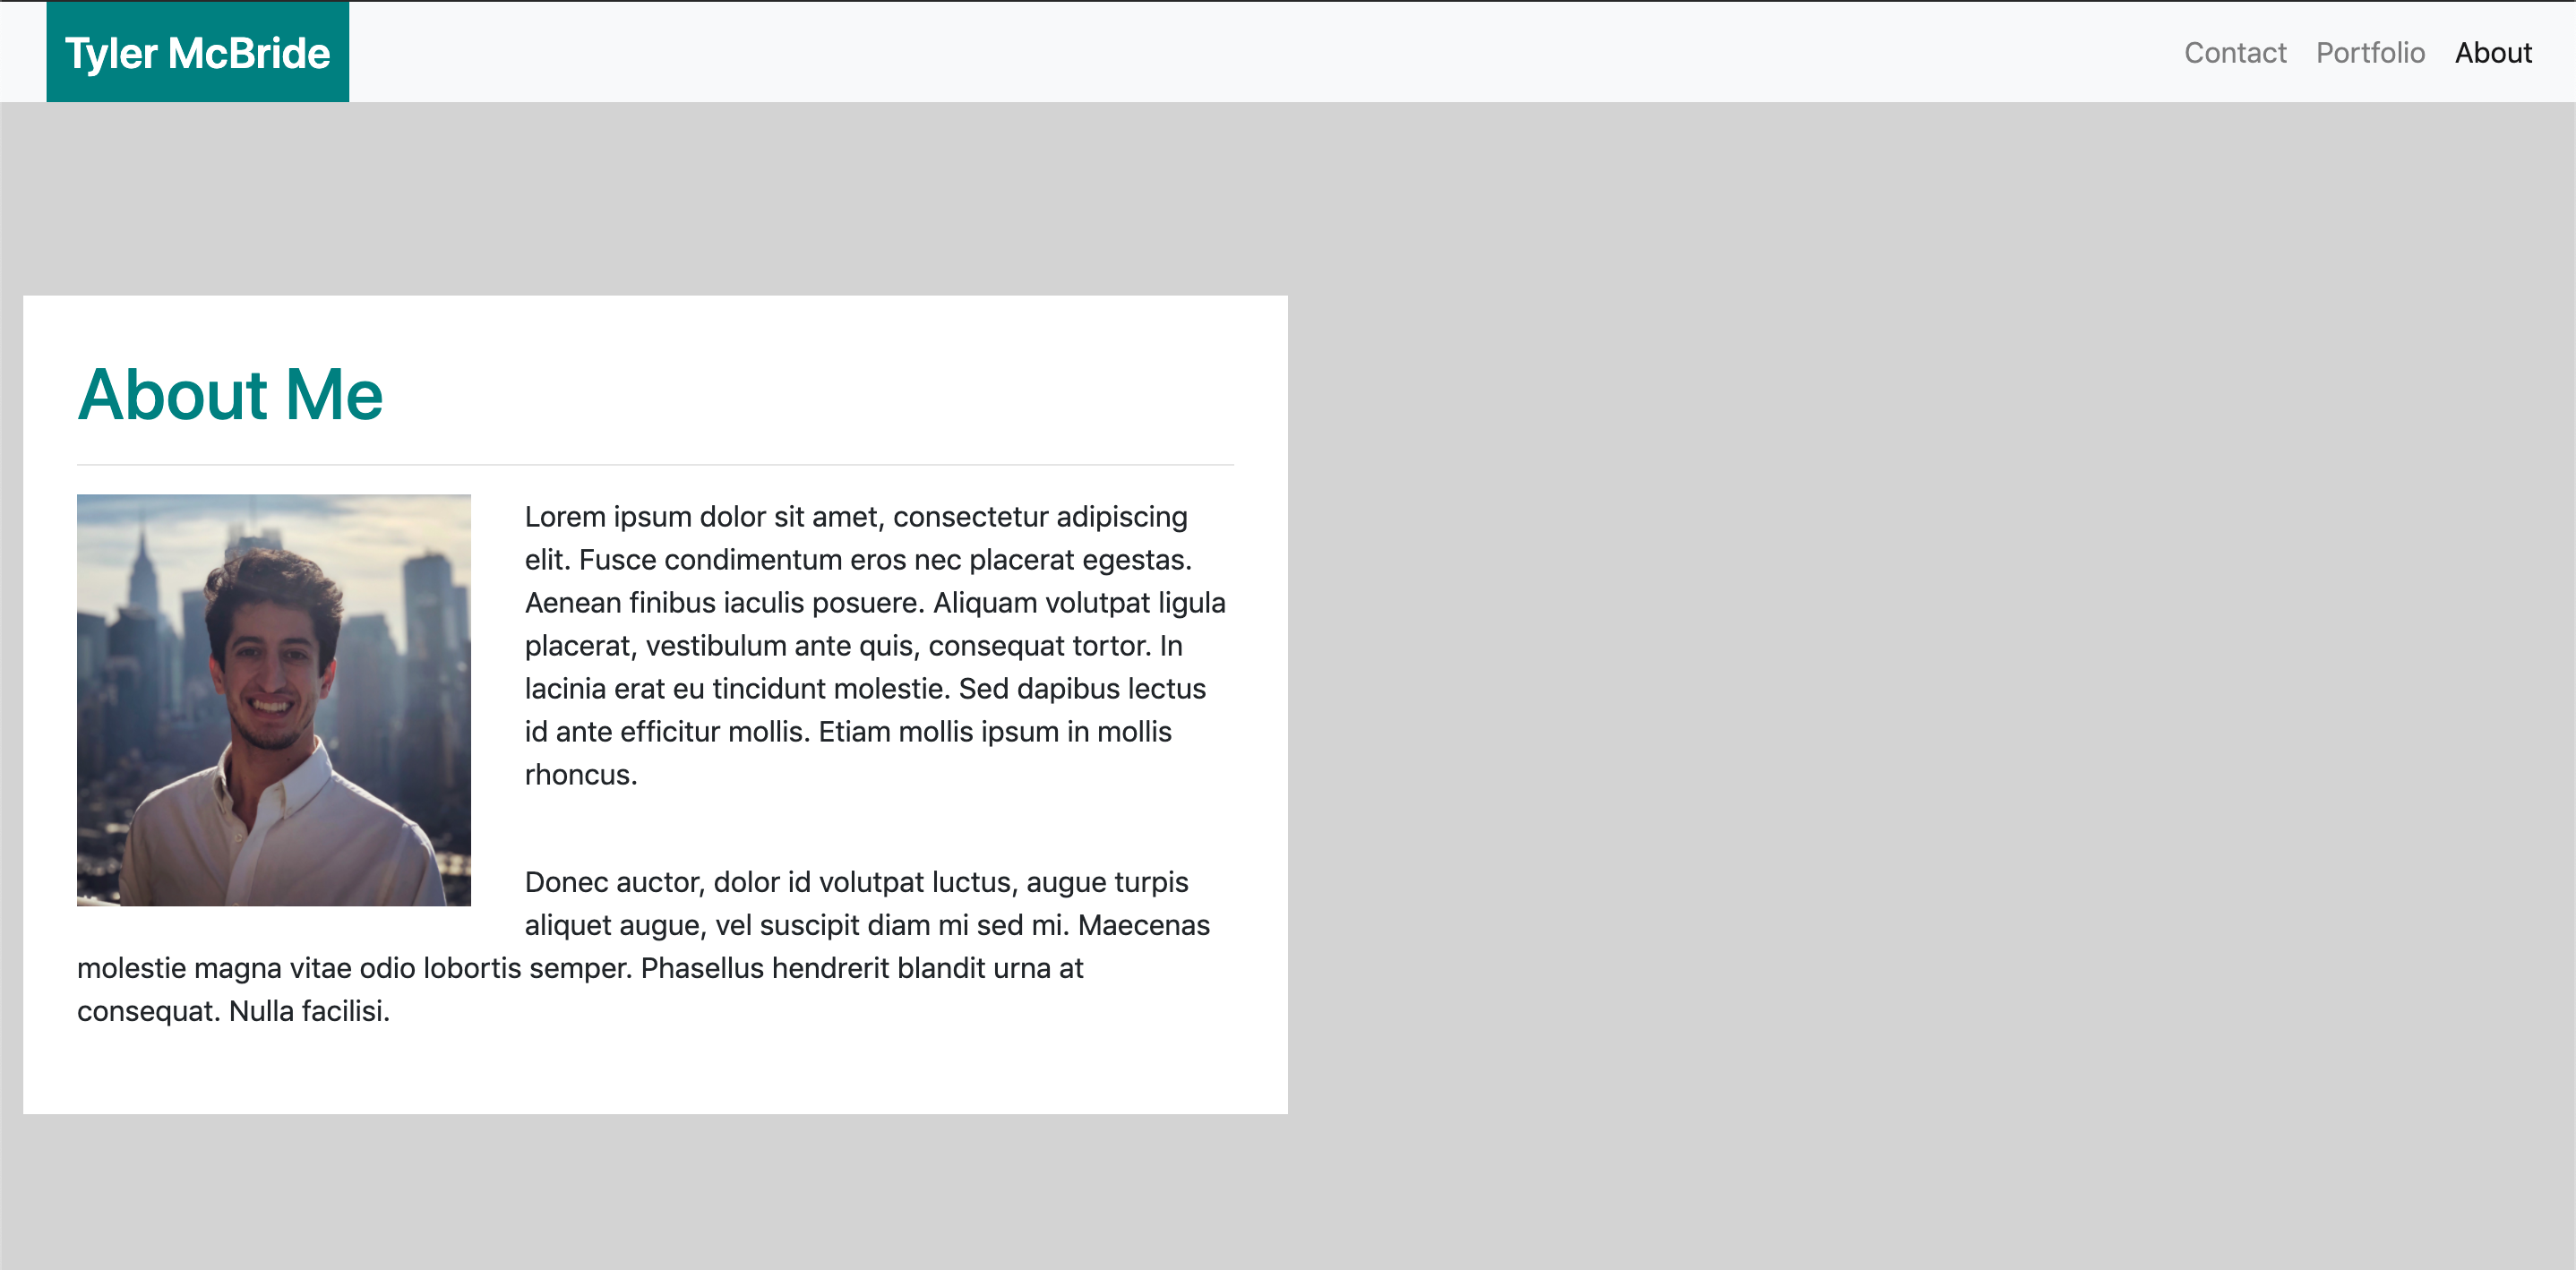 Tyler McBride
Contact Portfolio About
About Me
Lorem ipsum dolor sit amet, consectetur adipiscing
elit. Fusce condimentum eros nec placerat egestas.
Aenean finibus iaculis posuere. Aliquam volutpat ligula
placerat, vestibulum ante quis, consequat tortor. In
lacinia erat eu tincidunt molestie. Sed dapibus lectus
id ante efficitur mollis. Etiam mollis ipsum in mollis
rhoncus.
Donec auctor, dolor id volutpat luctus, augue turpis
aliquet augue, vel suscipit diam mi sed mi. Maecenas
molestie magna vitae odio lobortis semper. Phasellus hendrerit blandit urna at
consequat. Nulla facilisi.